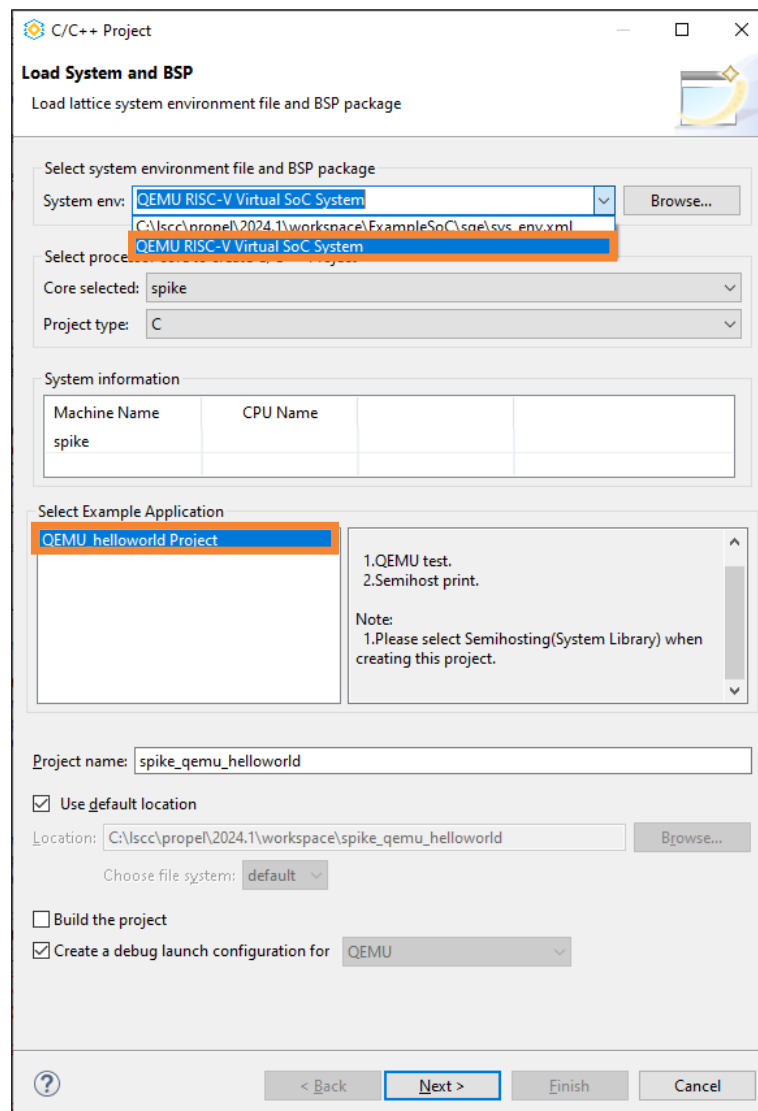 C/C++ Project
Load System and BSP
Load lattice system environment file and BSP package
Select system environment file and BSP package
System env:
QEMU RISC-V Virtual SoC System
Browse...
C:\lscc\propel\2024.1\workspace\ExampleSoC\sge\sys_env.xml
QEMU RISC-V Virtual SoC System
Select processor core to create C/C++ Project
Core selected: spike
Project type: C
System information
Machine Name CPU Name
spike
Select Example Application
QEMU_helloworld Project
1.QEMU test.
2.Semihost print.
Note:
1.Please select Semihosting(System Library) when
creating this project.
Project name: spike_qemu_helloworld
Use default location
Location: C:\lscc\propel\2024.1\workspace\spike_qemu_helloworld Browse...
Choose file system: default
Build the project
Create a debug launch configuration for QEMU
? < Back Next > Finish Cancel